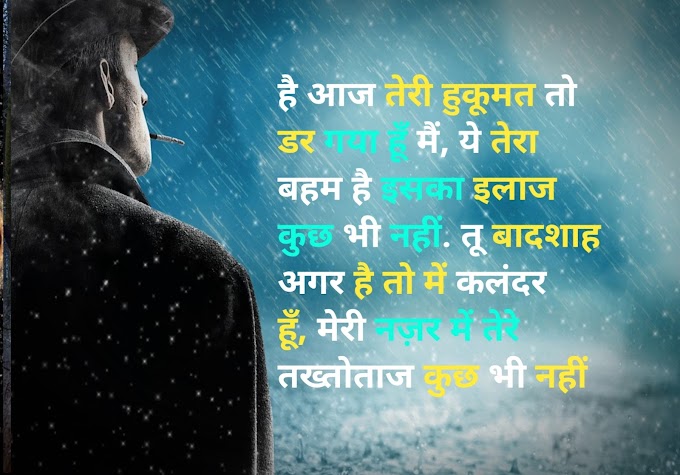 है आज तेरी हुकूमत तो
डर गया हूँ मैं, ये तेरा
बहम है इसका इलाज
कुछ भी नहीं. तू बादशाह
अगर है तो में कलंदर
हूँ, मेरी नज़र में तेरे
तख्तोताज कुछ भी नहीं